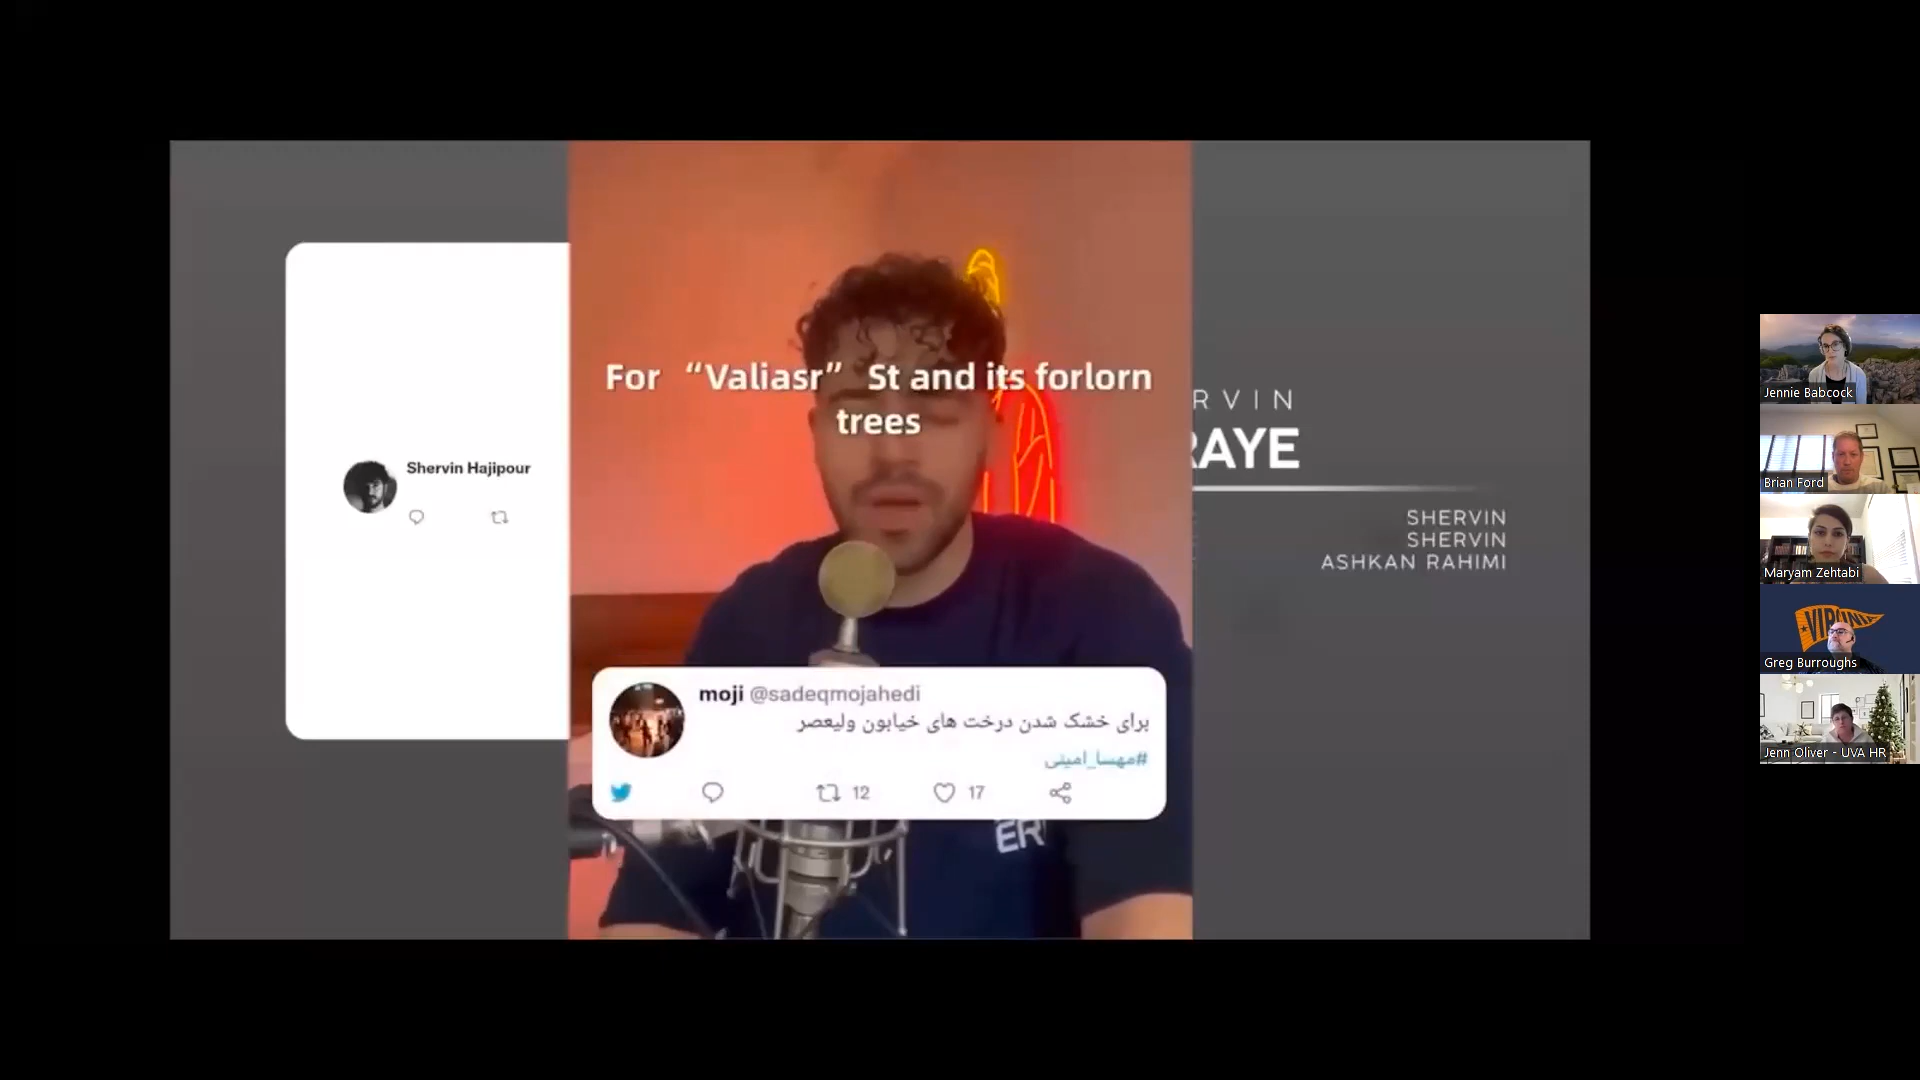 Shervin Hajipour
For “Valiasr” St and its forlorn
trees
RVIN
RAYE
SHERVIN
SHERVIN
ASHKAN RAHIMI
moji @sadeqmojahedi
برای خشک شدن درخت های خیابون ولیعصر
#مهسا_امینی
12 17
ER
Jennie Babcock
Brian Ford
Maryam Zehtabi
VIRGINIA
Greg Burroughs
Jenn Oliver - UVA HR